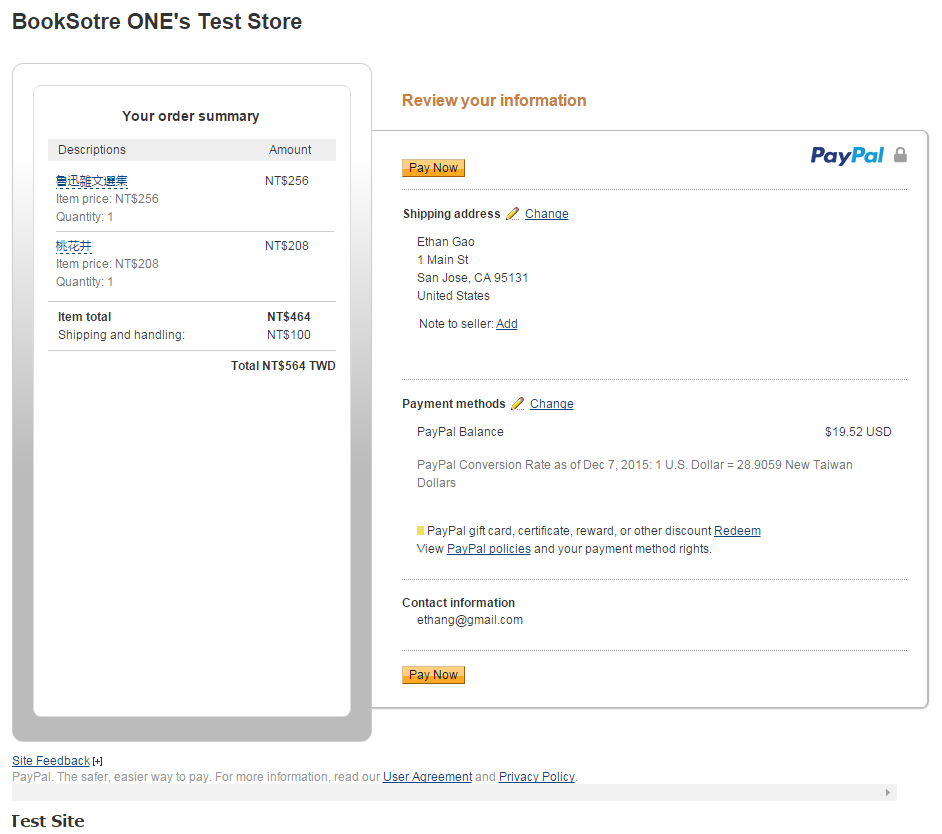 BookSotre ONE's Test Store
Your order summary
Descriptions Amount
魯迅雜文選集 NT$256
Item price: NT$256
Quantity: 1
桃花井 NT$208
Item price: NT$208
Quantity: 1
Item total NT$464
Shipping and handling: NT$100
Total NT$564 TWD
Review your information
PayPal
Pay Now
Shipping address Change
Ethan Gao
1 Main St
San Jose, CA 95131
United States
Note to seller: Add
Payment methods Change
PayPal Balance $19.52 USD
PayPal Conversion Rate as of Dec 7, 2015: 1 U.S. Dollar = 28.9059 New Taiwan
Dollars
PayPal gift card, certificate, reward, or other discount Redeem
View PayPal policies and your payment method rights.
Contact information
ethang@gmail.com
Pay Now
Site Feedback [+]
PayPal. The safer, easier way to pay. For more information, read our User Agreement and Privacy Policy.
Test Site